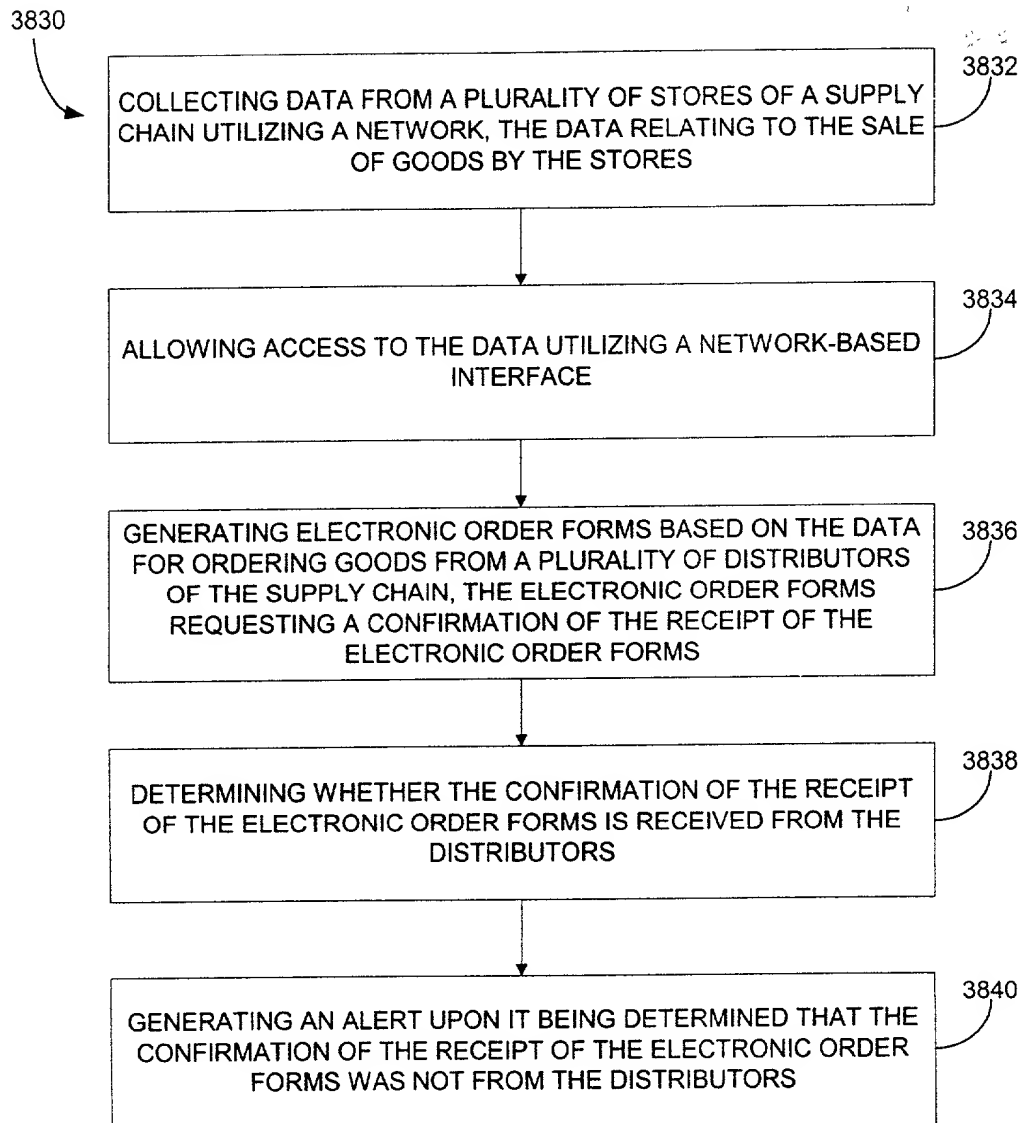 3830
3832
COLLECTING DATA FROM A PLURALITY OF STORES OF A SUPPLY
CHAIN UTILIZING A NETWORK, THE DATA RELATING TO THE SALE
OF GOODS BY THE STORES
3834
ALLOWING ACCESS TO THE DATA UTILIZING A NETWORK-BASED
INTERFACE
3836
GENERATING ELECTRONIC ORDER FORMS BASED ON THE DATA
FOR ORDERING GOODS FROM A PLURALITY OF DISTRIBUTORS
OF THE SUPPLY CHAIN, THE ELECTRONIC ORDER FORMS
REQUESTING A CONFIRMATION OF THE RECEIPT OF THE
ELECTRONIC ORDER FORMS
3838
DETERMINING WHETHER THE CONFIRMATION OF THE RECEIPT
OF THE ELECTRONIC ORDER FORMS IS RECEIVED FROM THE
DISTRIBUTORS
3840
GENERATING AN ALERT UPON IT BEING DETERMINED THAT THE
CONFIRMATION OF THE RECEIPT OF THE ELECTRONIC ORDER
FORMS WAS NOT FROM THE DISTRIBUTORS